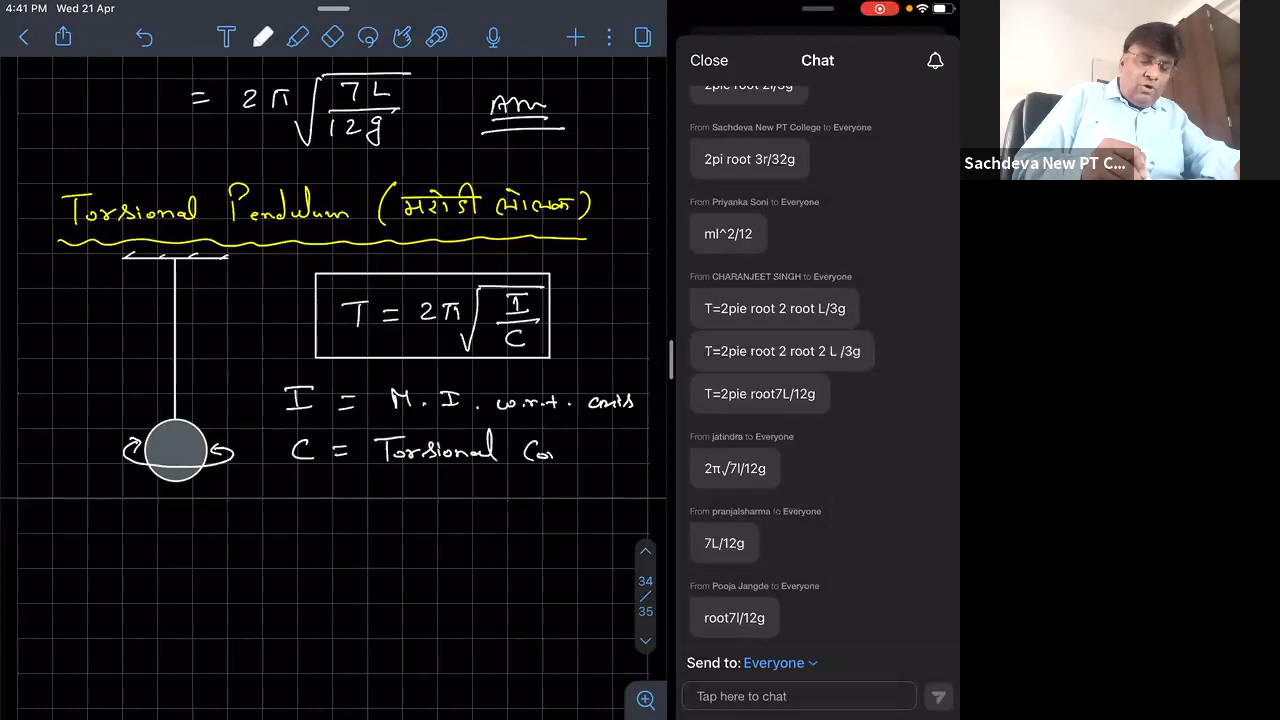 4:41 PM Wed 21 Apr
= 2π √ 7L / 12g Ans
Torsional Pendulum (मरोडी दोलक)
T = 2π √ I / C
I = M.I. w.r.t. axis
C = Torsional Co
34
/
35
Close
Chat
2pie root 2l/3g
From Sachdeva New PT College to Everyone
2pi root 3r/32g
From Priyanka Soni to Everyone
ml^2/12
From CHARANJEET SINGH to Everyone
T=2pie root 2 root L/3g
T=2pie root 2 root 2 L /3g
T=2pie root7L/12g
From jatindra to Everyone
2π√7l/12g
From pranjalsharma to Everyone
7L/12g
From Pooja Jangde to Everyone
root7l/12g
Send to: Everyone
Tap here to chat
Sachdeva New PT C...